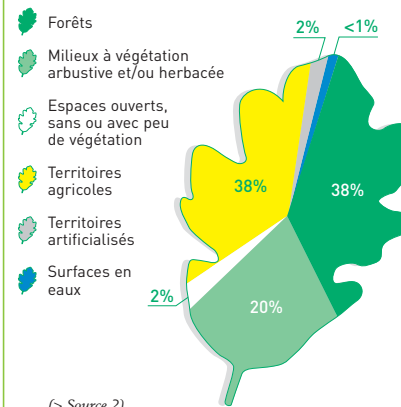 Forêts
Milieux à végétation
arbustive et/ou herbacée
Espaces ouverts,
sans ou avec peu
de végétation
Territoires
agricoles
Territoires
artificialisés
Surfaces en
eaux
2%
<1%
38%
38%
2%
20%
(> Source 2)